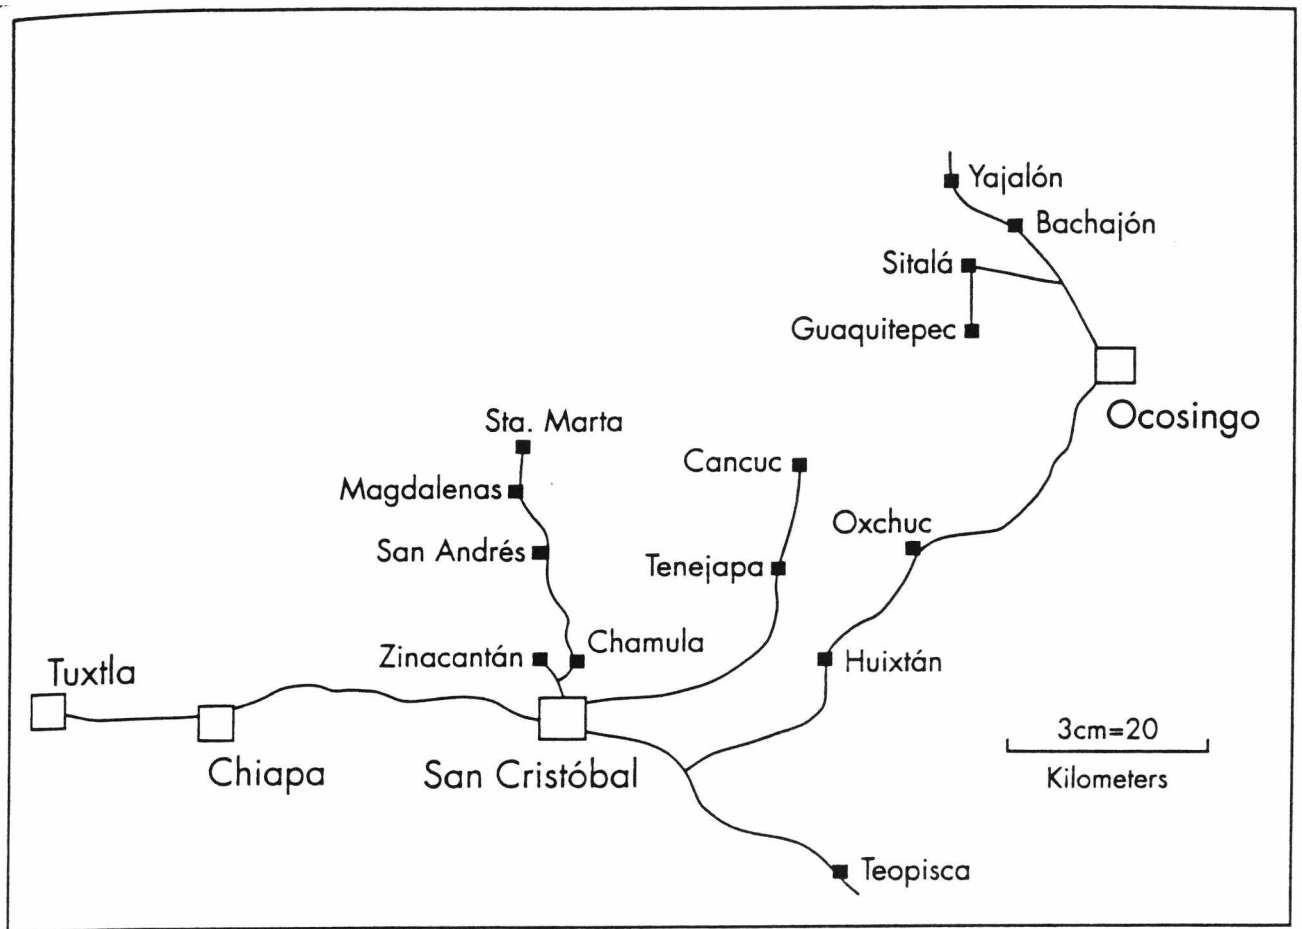 Yajalón
Bachajón
Sitalá
Guaquitepec
Ocosingo
Sta. Marta
Cancuc
Magdalenas
Oxchuc
San Andrés
Tenejapa
Chamula
Zinacantán
Huixtán
Tuxtla
3cm=20
Kilometers
Chiapa
San Cristóbal
Teopisca